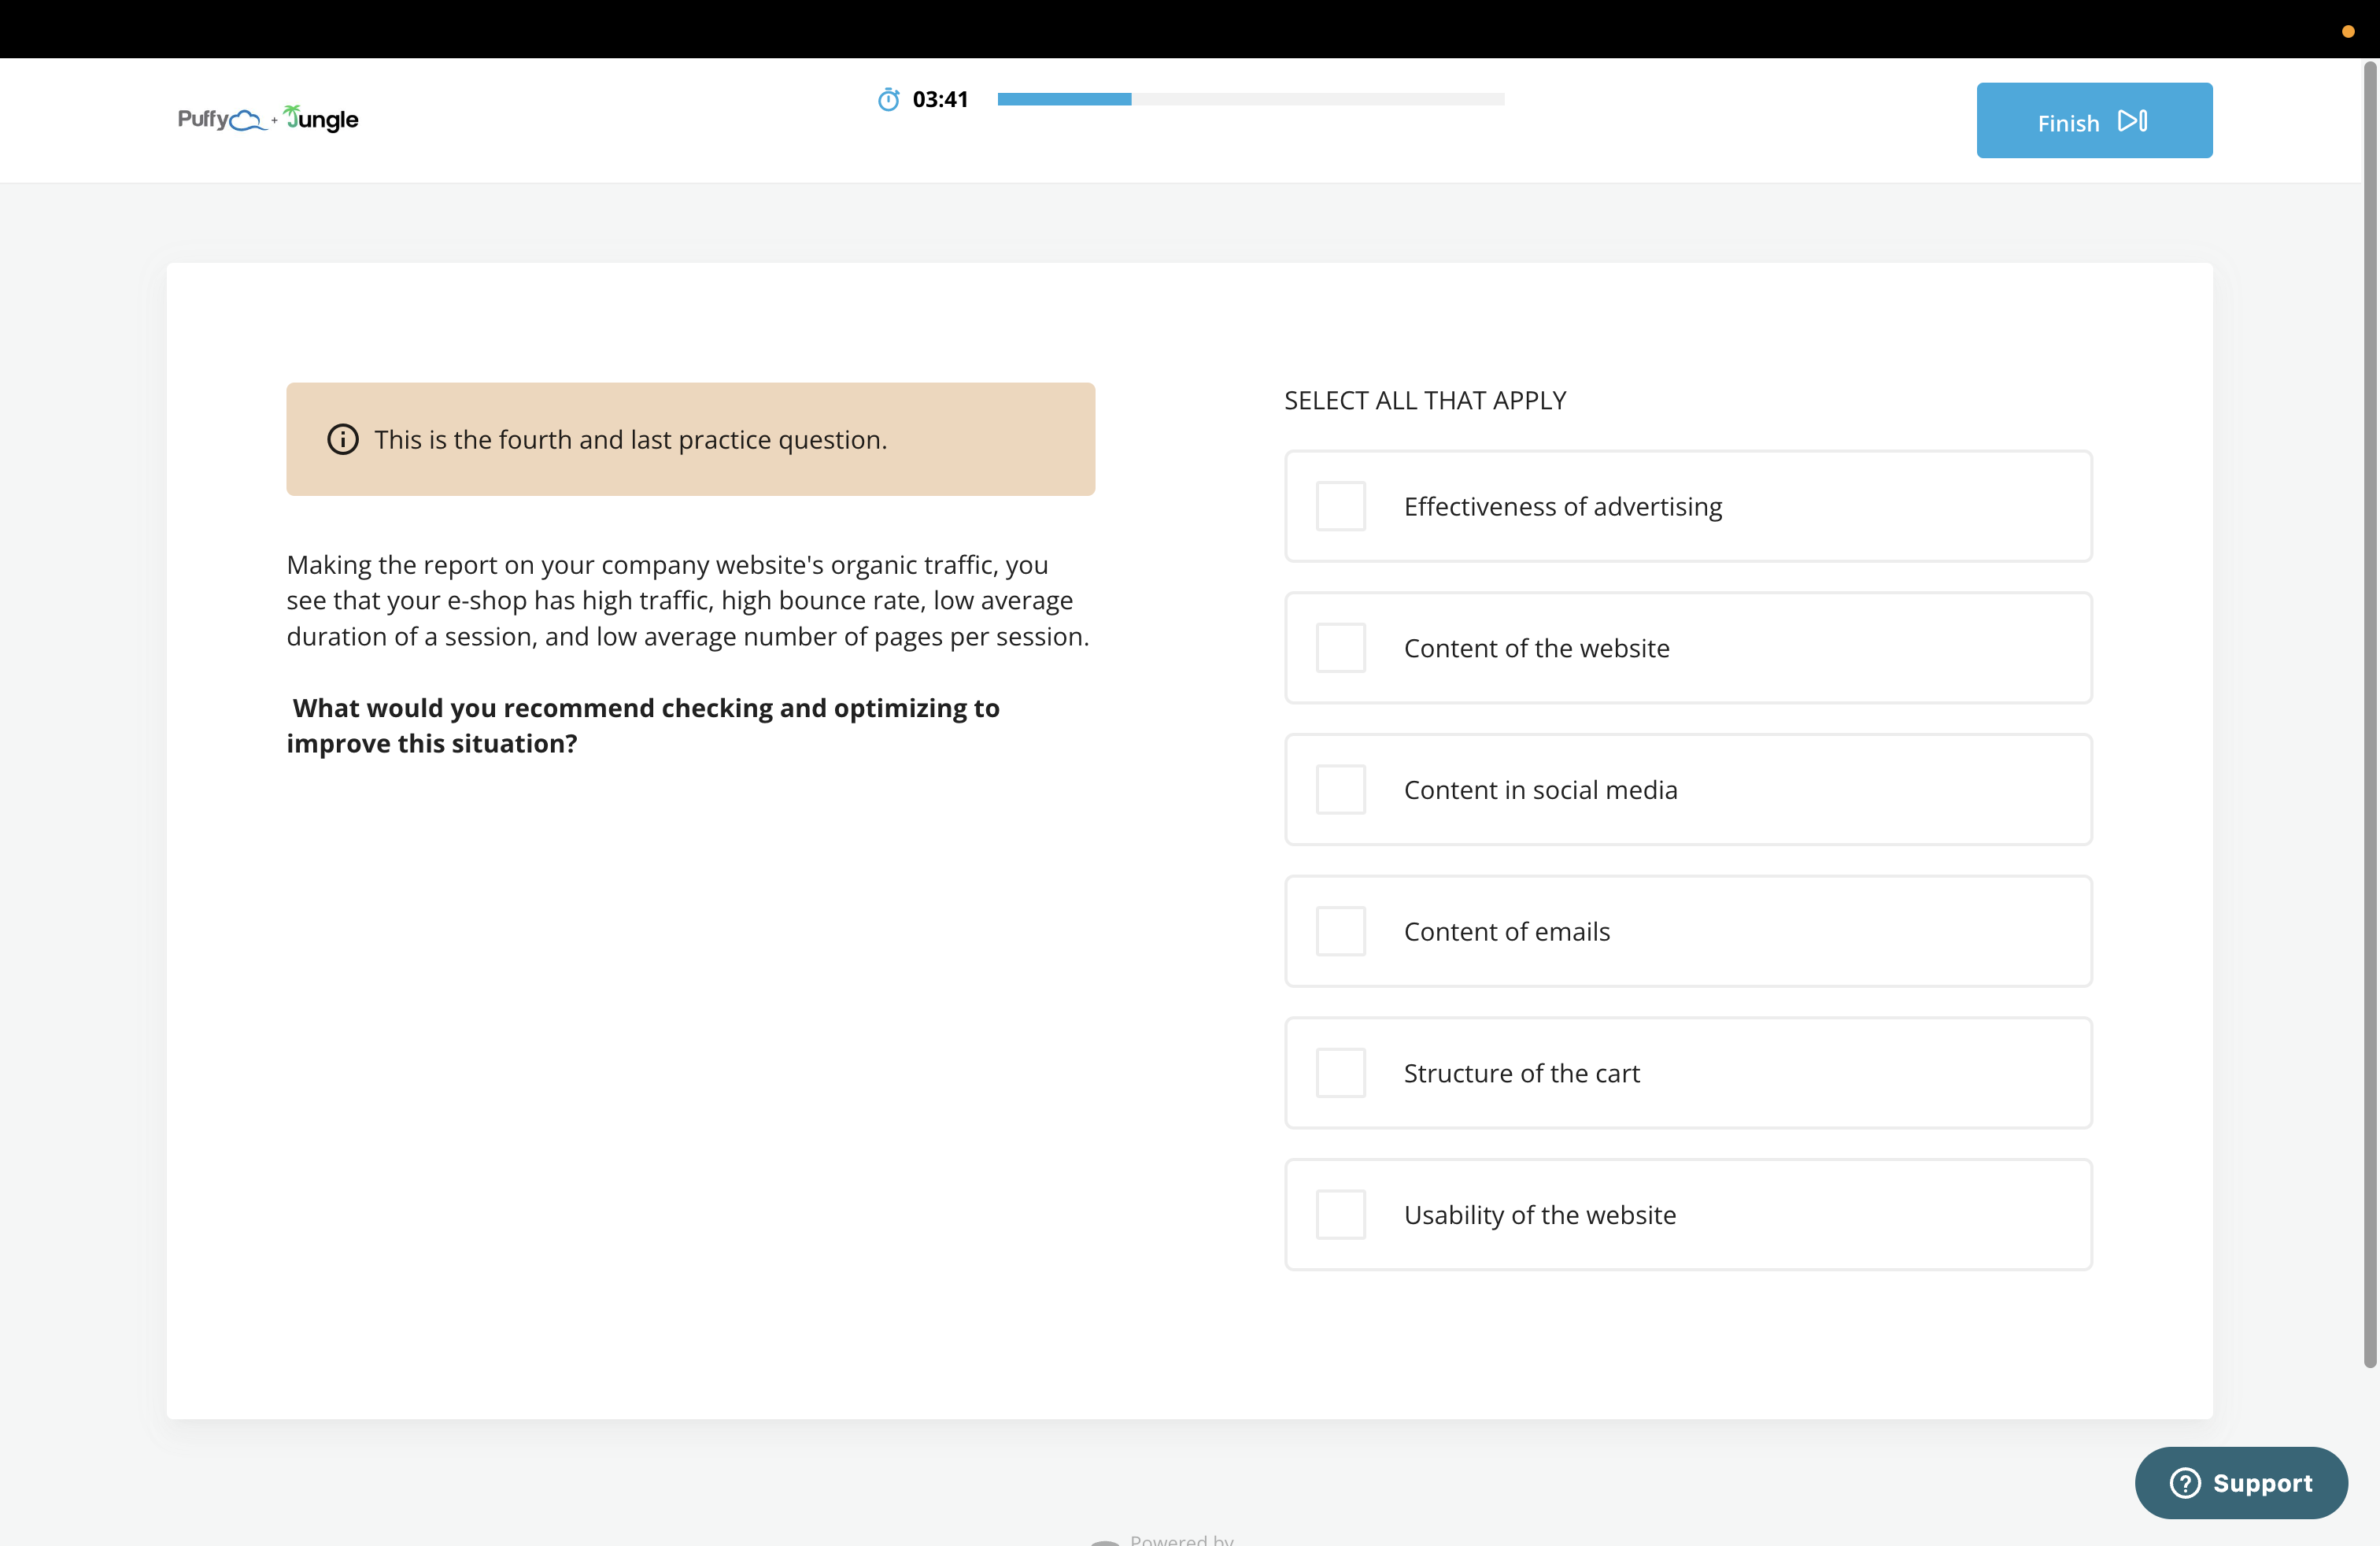 Puffy + Jungle
03:41
Finish
This is the fourth and last practice question.
Making the report on your company website's organic traffic, you
see that your e-shop has high traffic, high bounce rate, low average
duration of a session, and low average number of pages per session.
What would you recommend checking and optimizing to
improve this situation?
SELECT ALL THAT APPLY
Effectiveness of advertising
Content of the website
Content in social media
Content of emails
Structure of the cart
Usability of the website
Support
Powered by